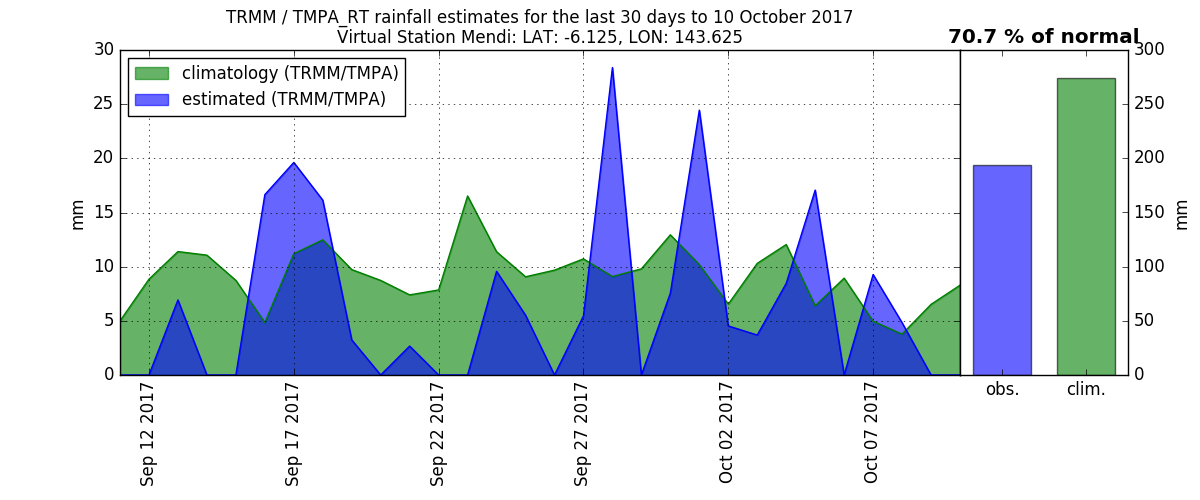 TRMM / TMPA_RT rainfall estimates for the last 30 days to 10 October 2017
Virtual Station Mendi: LAT: -6.125, LON: 143.625
70.7 % of normal
climatology (TRMM/TMPA)
estimated (TRMM/TMPA)
mm
30
25
20
15
10
5
0
Sep 12 2017
Sep 17 2017
Sep 22 2017
Sep 27 2017
Oct 02 2017
Oct 07 2017
300
250
200
150
100
50
0
mm
obs.
clim.